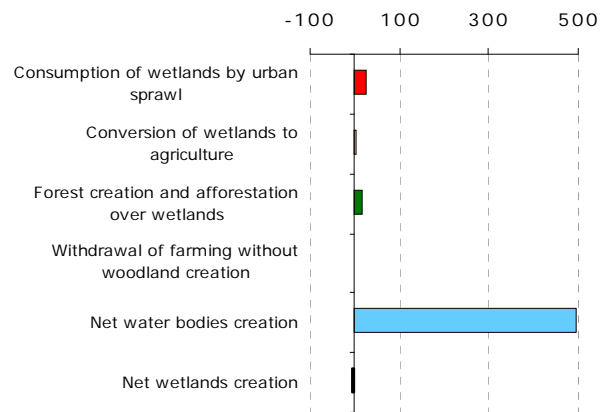 -100 100 300 500
Consumption of wetlands by urban
sprawl
Conversion of wetlands to
agriculture
Forest creation and afforestation
over wetlands
Withdrawal of farming without
woodland creation
Net water bodies creation
Net wetlands creation